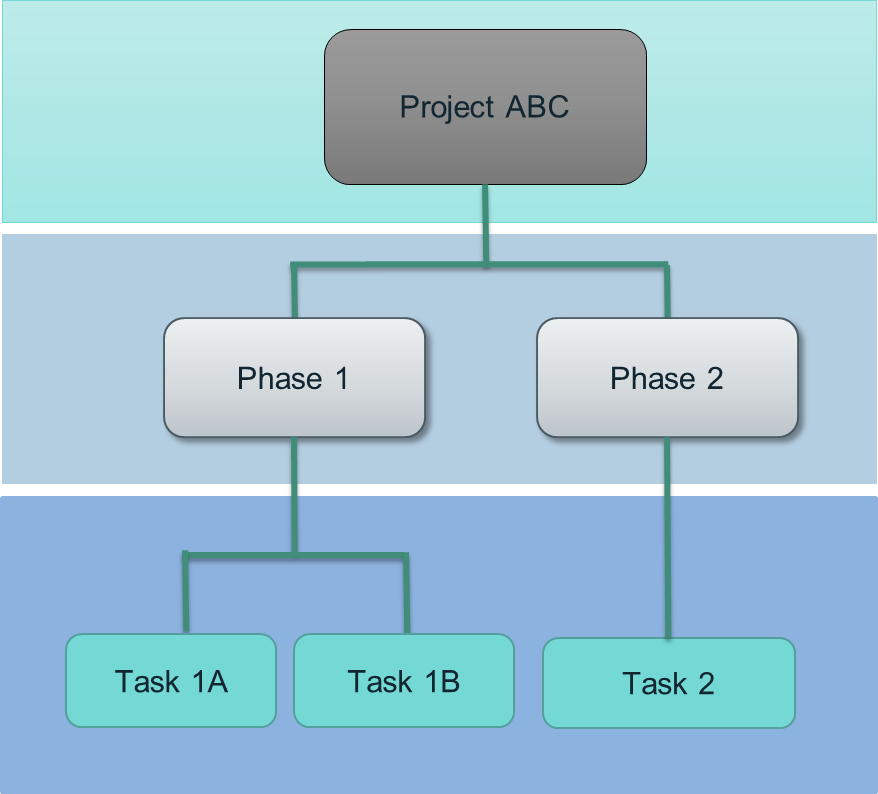 Project ABC
Phase 1
Phase 2
Task 1A
Task 1B
Task 2